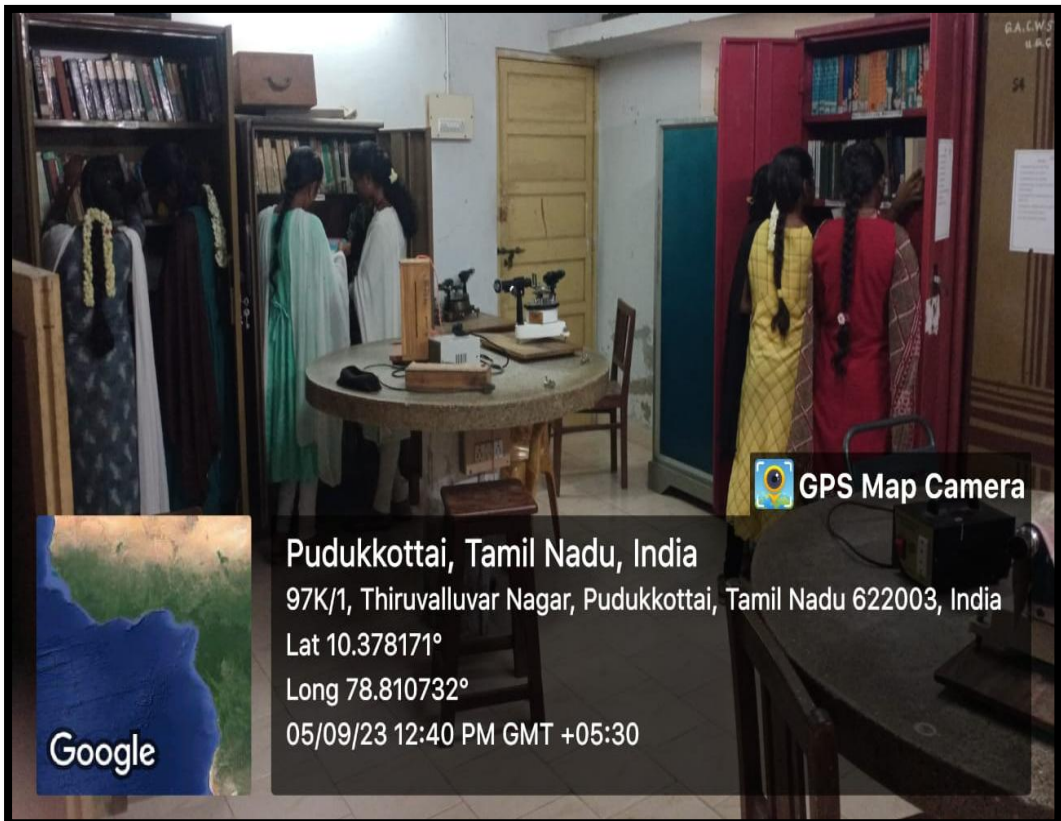 G.A.C.W.S
U.G.C
54
GPS Map Camera
Pudukkottai, Tamil Nadu, India
97K/1, Thiruvalluvar Nagar, Pudukkottai, Tamil Nadu 622003, India
Lat 10.378171°
Long 78.810732°
05/09/23 12:40 PM GMT +05:30
Google